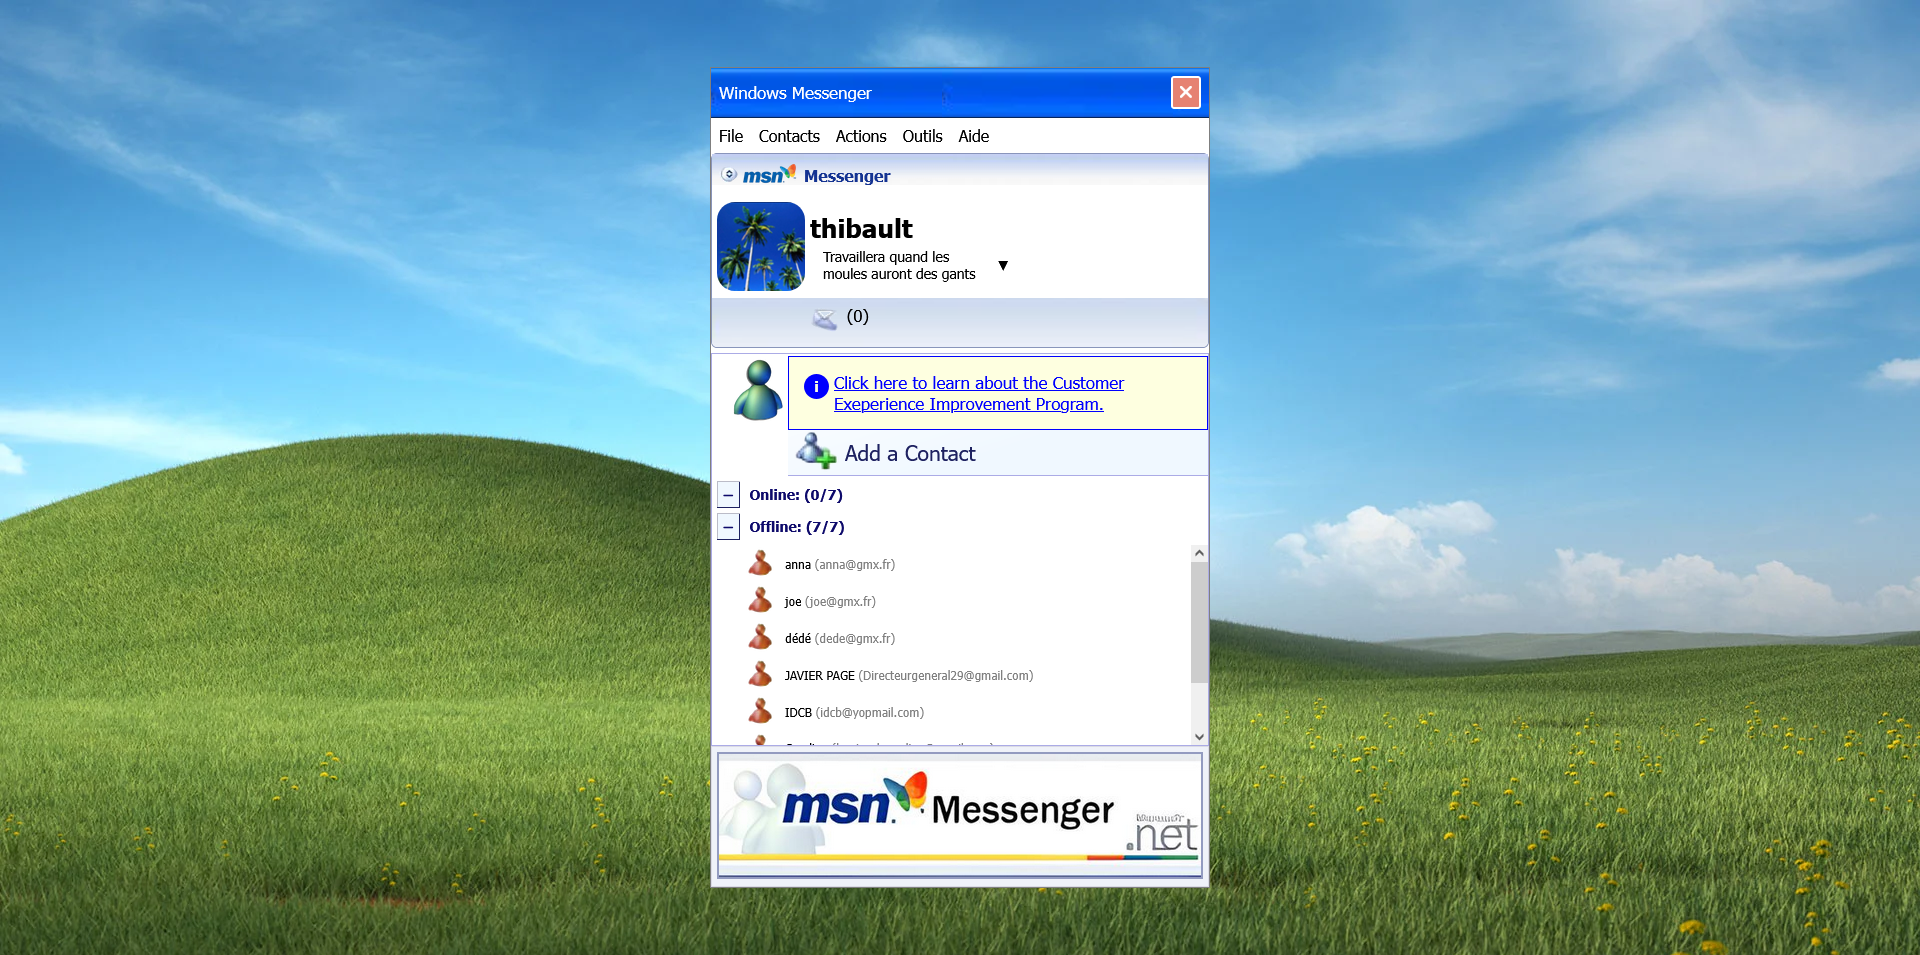 Windows Messenger
File Contacts Actions Outils Aide
msn Messenger
thibault
Travaillera quand les
moules auront des gants
(0)
Click here to learn about the Customer
Exeperience Improvement Program.
Add a Contact
Online: (0/7)
Offline: (7/7)
anna (anna@gmx.fr)
joe (joe@gmx.fr)
dédé (dede@gmx.fr)
JAVIER PAGE (Directeurgeneral29@gmail.com)
IDCB (idcb@yopmail.com)
msn Messenger
.net